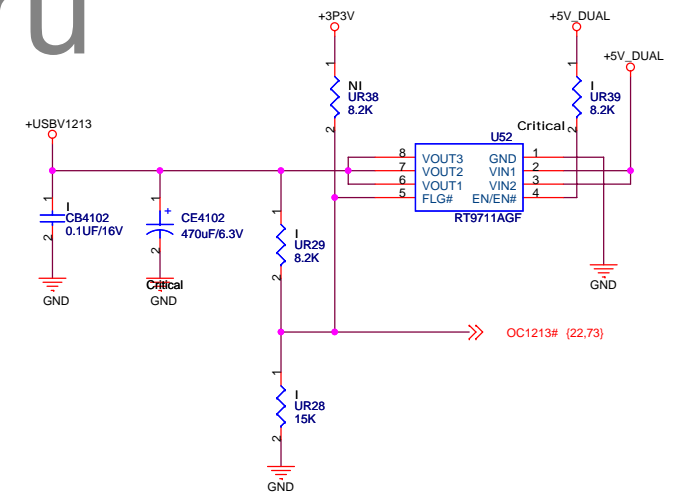 ru
+3P3V
+5V_DUAL
+5V_DUAL
1
NI
UR38
8.2K
2
1
I
UR39
8.2K
2
Critical
+USBV1213
U52
8 VOUT3 GND 1
7 VOUT2 VIN1 2
6 VOUT1 VIN2 3
5 FLG# EN/EN# 4
RT9711AGF
1
I
CB4102
0.1UF/16V
2
GND
1
+
CE4102
470uF/6.3V
2
Critical
GND
1
I
UR29
8.2K
2
GND
OC1213# {22,73}
1
I
UR28
15K
2
GND